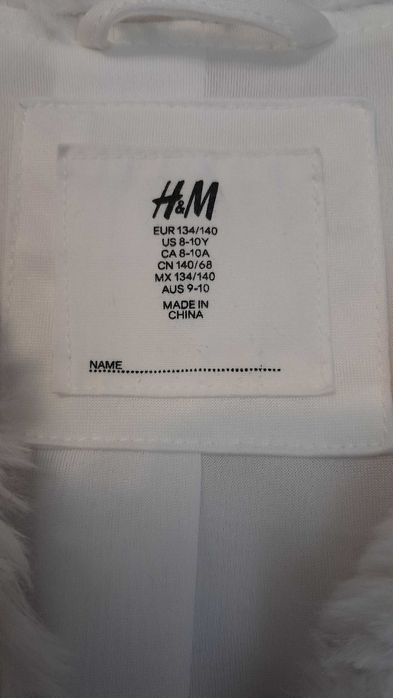 H&M
EUR 134/140
US 8-10Y
CA 8-10A
CN 140/68
MX 134/140
AUS 9-10
MADE IN
CHINA
NAME